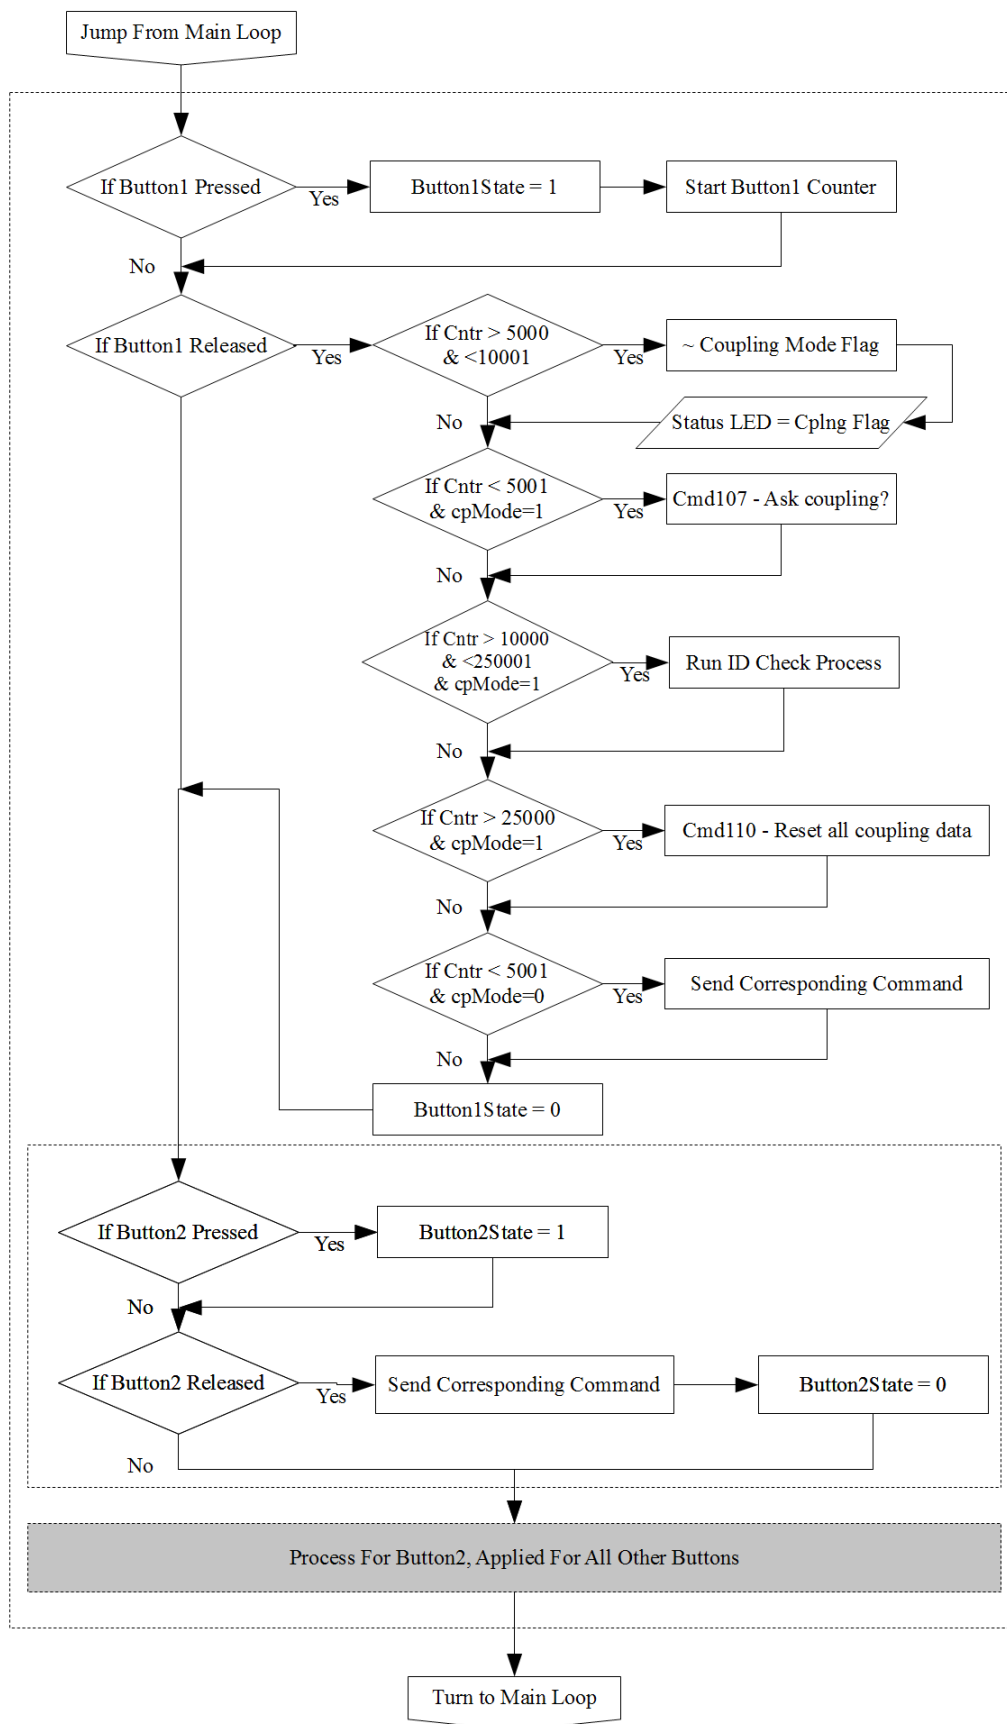 Jump From Main Loop
If Button1 Pressed
Yes
Button1State = 1
Start Button1 Counter
No
If Button1 Released
Yes
If Cntr > 5000
& <10001
Yes
~ Coupling Mode Flag
Status LED = Cplng Flag
No
If Cntr < 5001
& cpMode=1
Yes
Cmd107 - Ask coupling?
No
If Cntr > 10000
& <250001
& cpMode=1
Yes
Run ID Check Process
No
If Cntr > 25000
& cpMode=1
Yes
Cmd110 - Reset all coupling data
No
If Cntr < 5001
& cpMode=0
Yes
Send Corresponding Command
No
Button1State = 0
If Button2 Pressed
Yes
Button2State = 1
No
If Button2 Released
Yes
Send Corresponding Command
Button2State = 0
No
Process For Button2, Applied For All Other Buttons
Turn to Main Loop